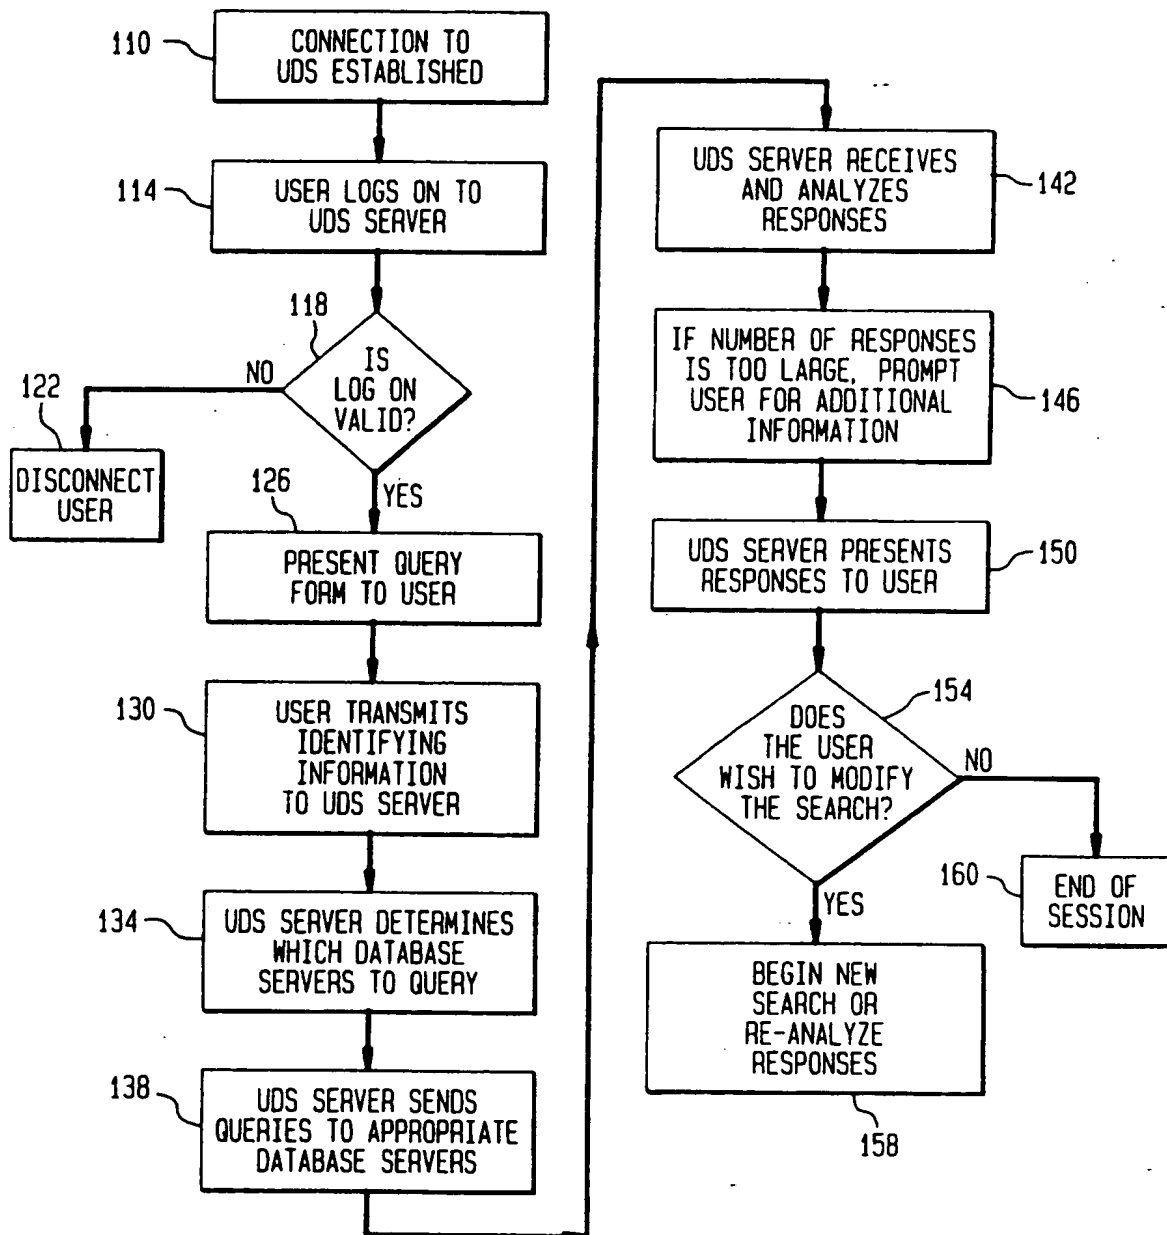 110
CONNECTION TO
UDS ESTABLISHED
114
USER LOGS ON TO
UDS SERVER
118
IS
LOG ON
VALID?
NO
122
DISCONNECT
USER
YES
126
PRESENT QUERY
FORM TO USER
130
USER TRANSMITS
IDENTIFYING
INFORMATION
TO UDS SERVER
134
UDS SERVER DETERMINES
WHICH DATABASE
SERVERS TO QUERY
138
UDS SERVER SENDS
QUERIES TO APPROPRIATE
DATABASE SERVERS
UDS SERVER RECEIVES
AND ANALYZES
RESPONSES
142
IF NUMBER OF RESPONSES
IS TOO LARGE, PROMPT
USER FOR ADDITIONAL
INFORMATION
146
UDS SERVER PRESENTS
RESPONSES TO USER
150
154
DOES
THE USER
WISH TO MODIFY
THE SEARCH?
NO
160
END OF
SESSION
YES
BEGIN NEW
SEARCH OR
RE-ANALYZE
RESPONSES
158